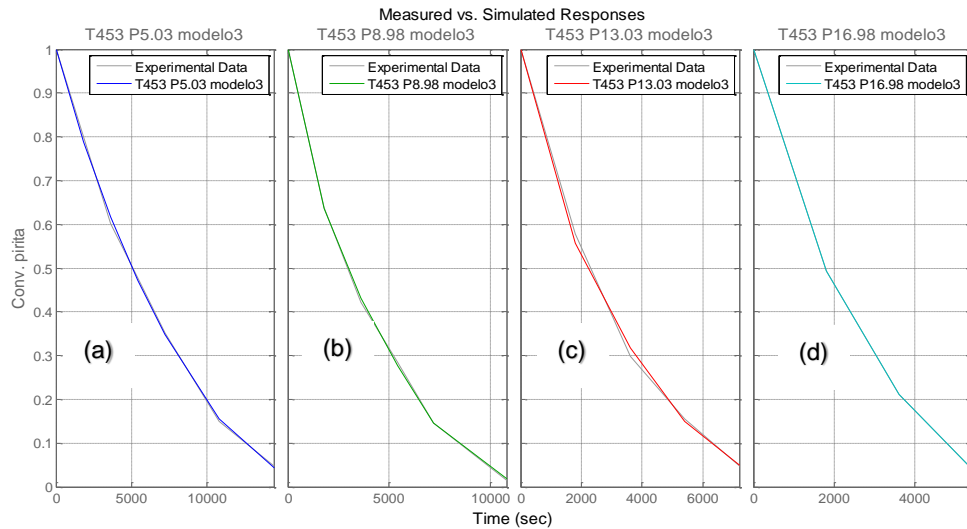 Measured vs. Simulated Responses
T453 P5.03 modelo3
T453 P8.98 modelo3
T453 P13.03 modelo3
T453 P16.98 modelo3
Experimental Data
T453 P5.03 modelo3
Experimental Data
T453 P8.98 modelo3
Experimental Data
T453 P13.03 modelo3
Experimental Data
T453 P16.98 modelo3
1
0.9
0.8
0.7
0.6
0.5
0.4
0.3
0.2
0.1
0
Conv. pirita
(a)
(b)
(c)
(d)
0 5000 10000
0 5000 10000
0 2000 4000 6000
0 2000 4000
Time (sec)